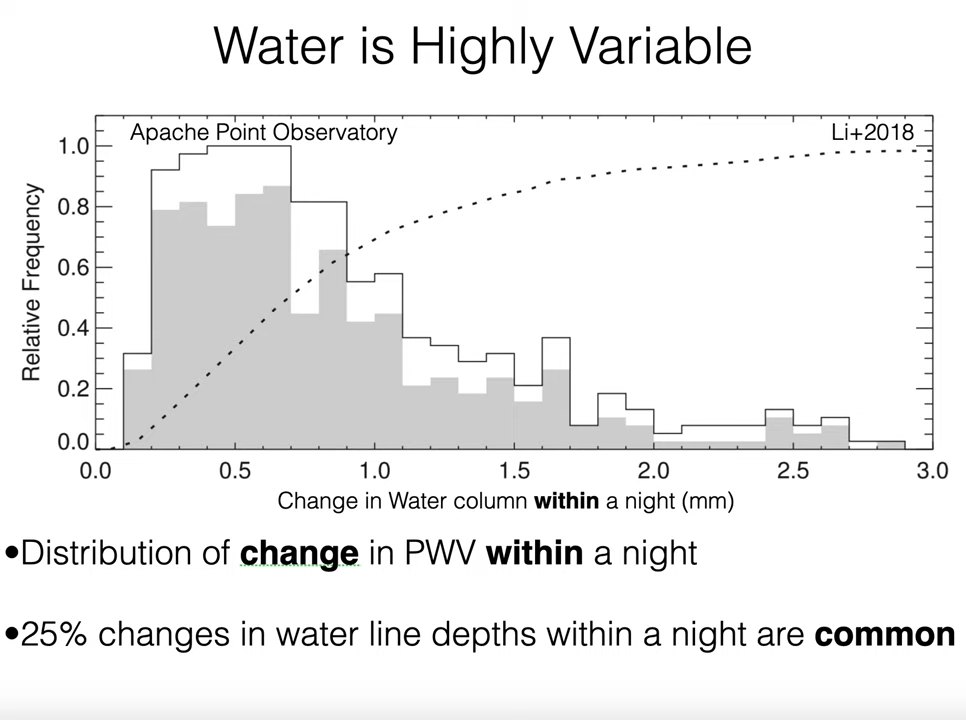 Water is Highly Variable
Apache Point Observatory
Li+2018
Relative Frequency
1.0
0.8
0.6
0.4
0.2
0.0
0.0 0.5 1.0 1.5 2.0 2.5 3.0
Change in Water column within a night (mm)
•Distribution of change in PWV within a night
•25% changes in water line depths within a night are common